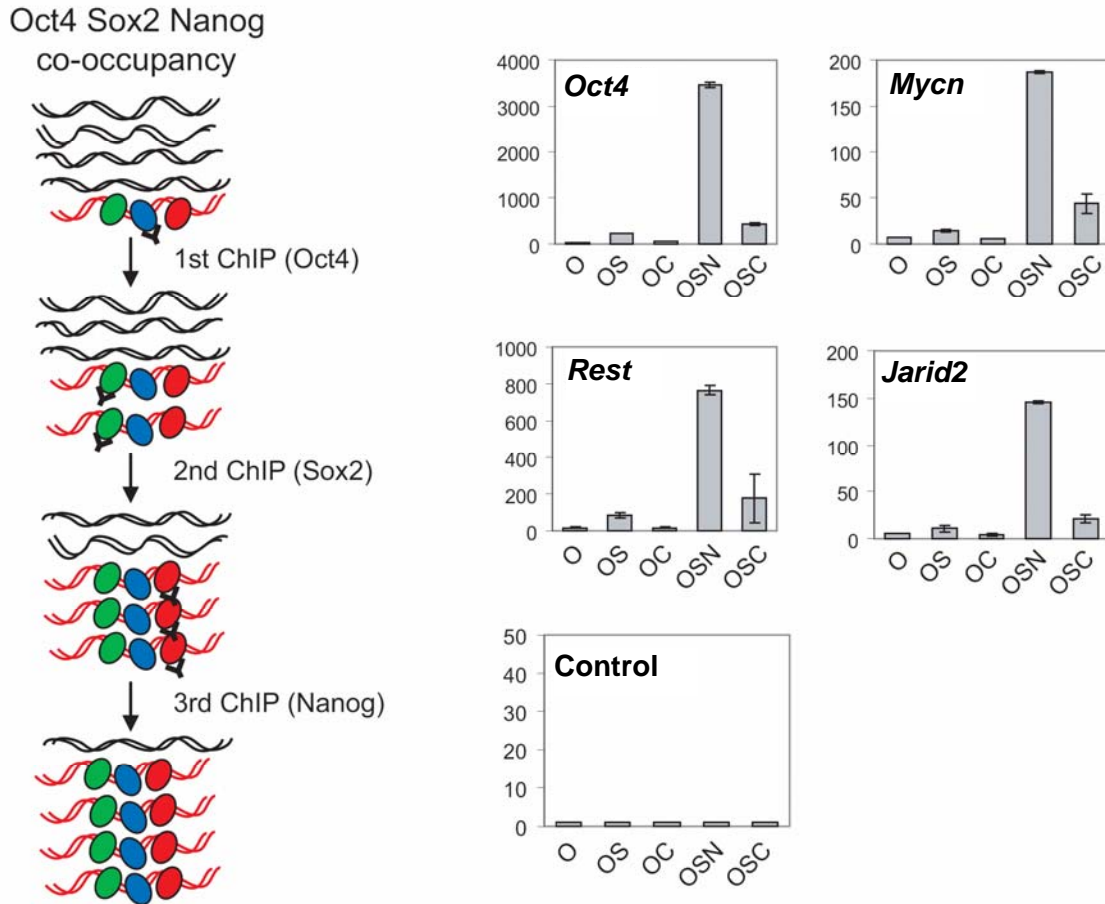 Oct4 Sox2 Nanog
co-occupancy
1st ChIP (Oct4)
2nd ChIP (Sox2)
3rd ChIP (Nanog)
Oct4
4000
3000
2000
1000
0
O OS OC OSN OSC
Mycn
200
150
100
50
0
O OS OC OSN OSC
Rest
1000
800
600
400
200
0
O OS OC OSN OSC
Jarid2
200
150
100
50
0
O OS OC OSN OSC
Control
50
40
30
20
10
0
O OS OC OSN OSC